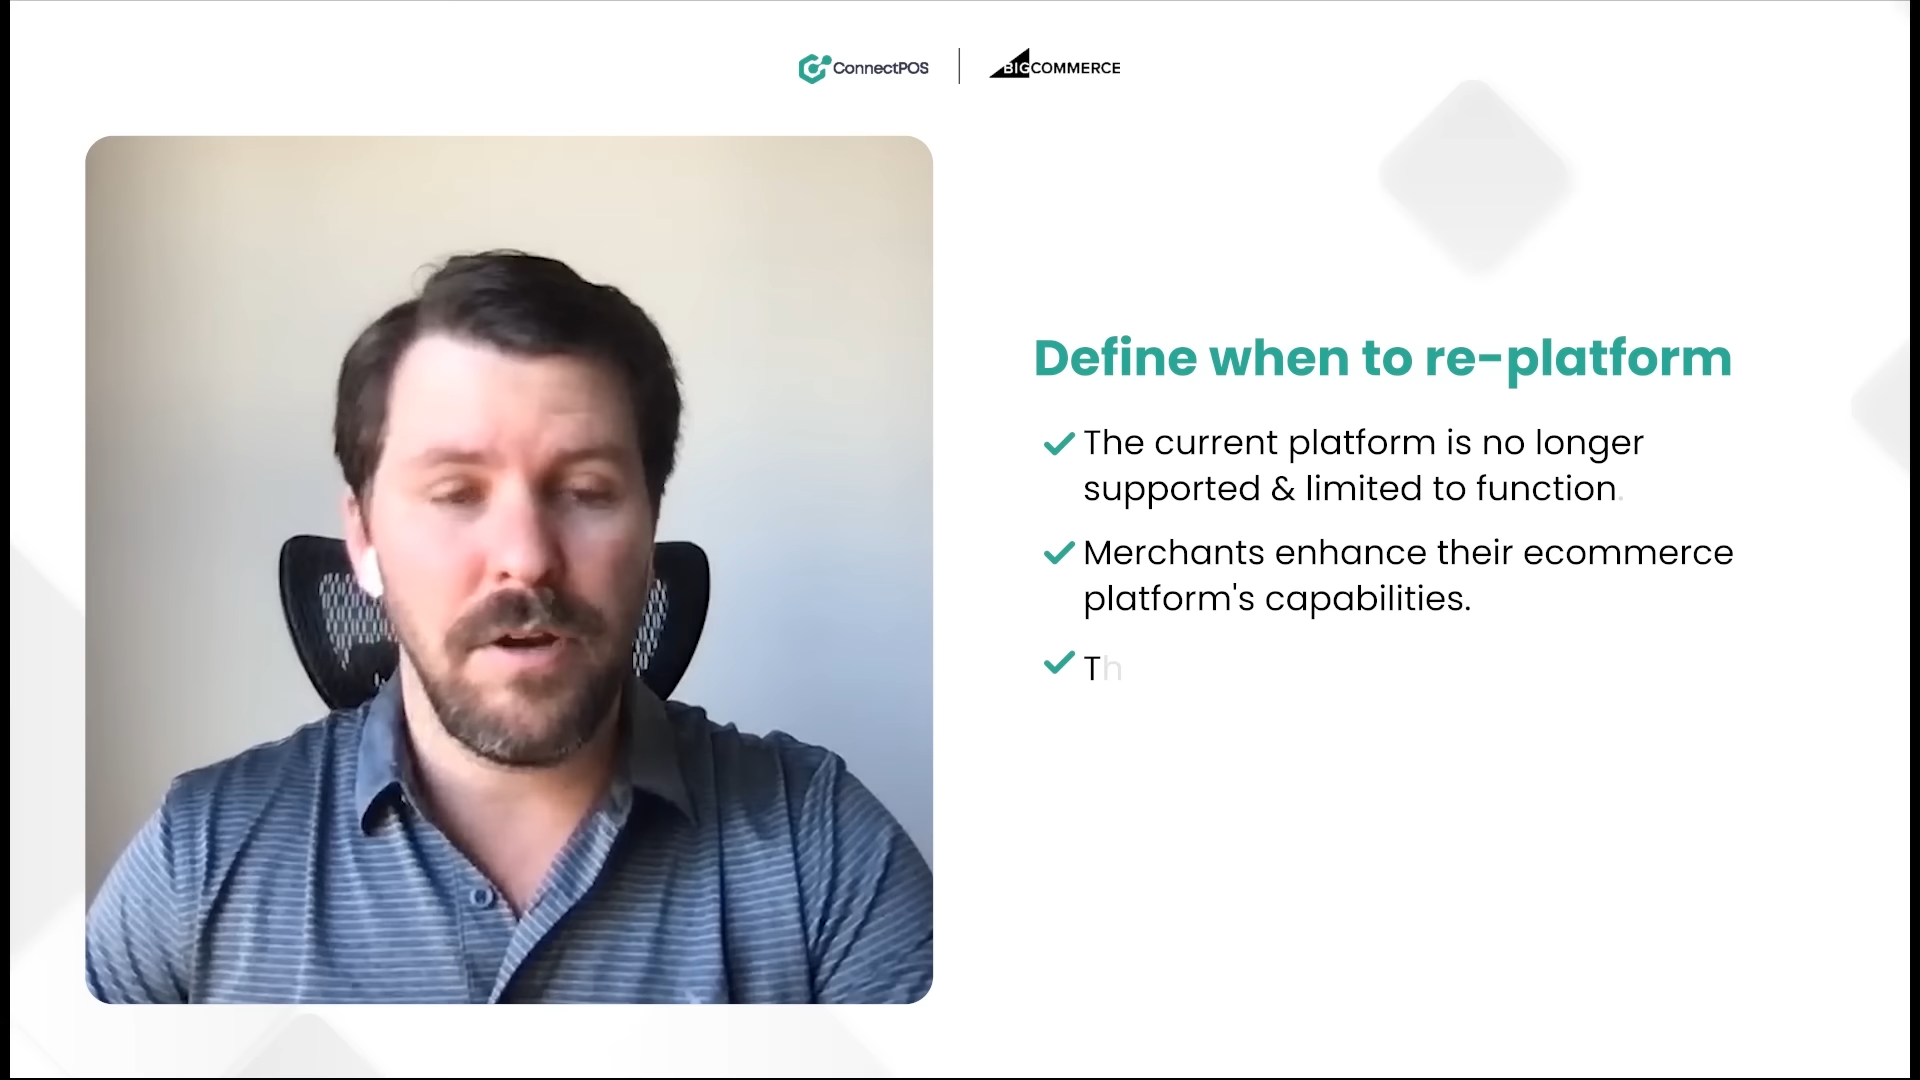 ConnectPOS
BIGCOMMERCE
Define when to re-platform
The current platform is no longer
supported & limited to function.
Merchants enhance their ecommerce
platform's capabilities.
Th